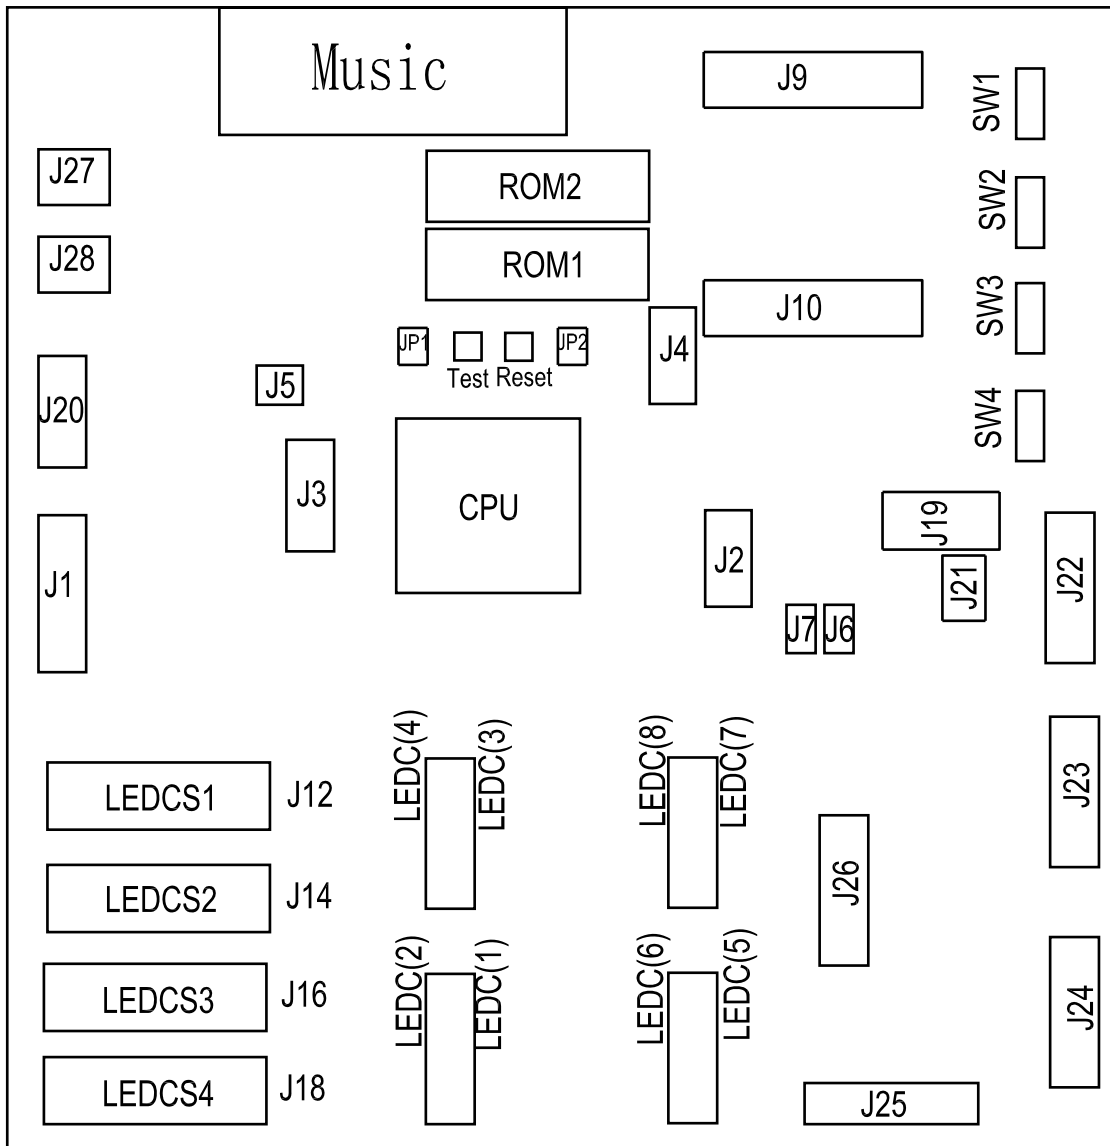 Music
J9
SW1
J27
ROM2
SW2
J28
ROM1
J10
SW3
JP1
JP2
J4
Test Reset
J5
J20
SW4
J3
CPU
J19
J2
J21
J22
J1
J7
J6
LEDC(4)
LEDC(3)
LEDC(8)
LEDC(7)
J23
LEDCS1
J12
J26
LEDCS2
J14
LEDC(2)
LEDC(1)
LEDC(6)
LEDC(5)
LEDCS3
J16
J24
LEDCS4
J18
J25